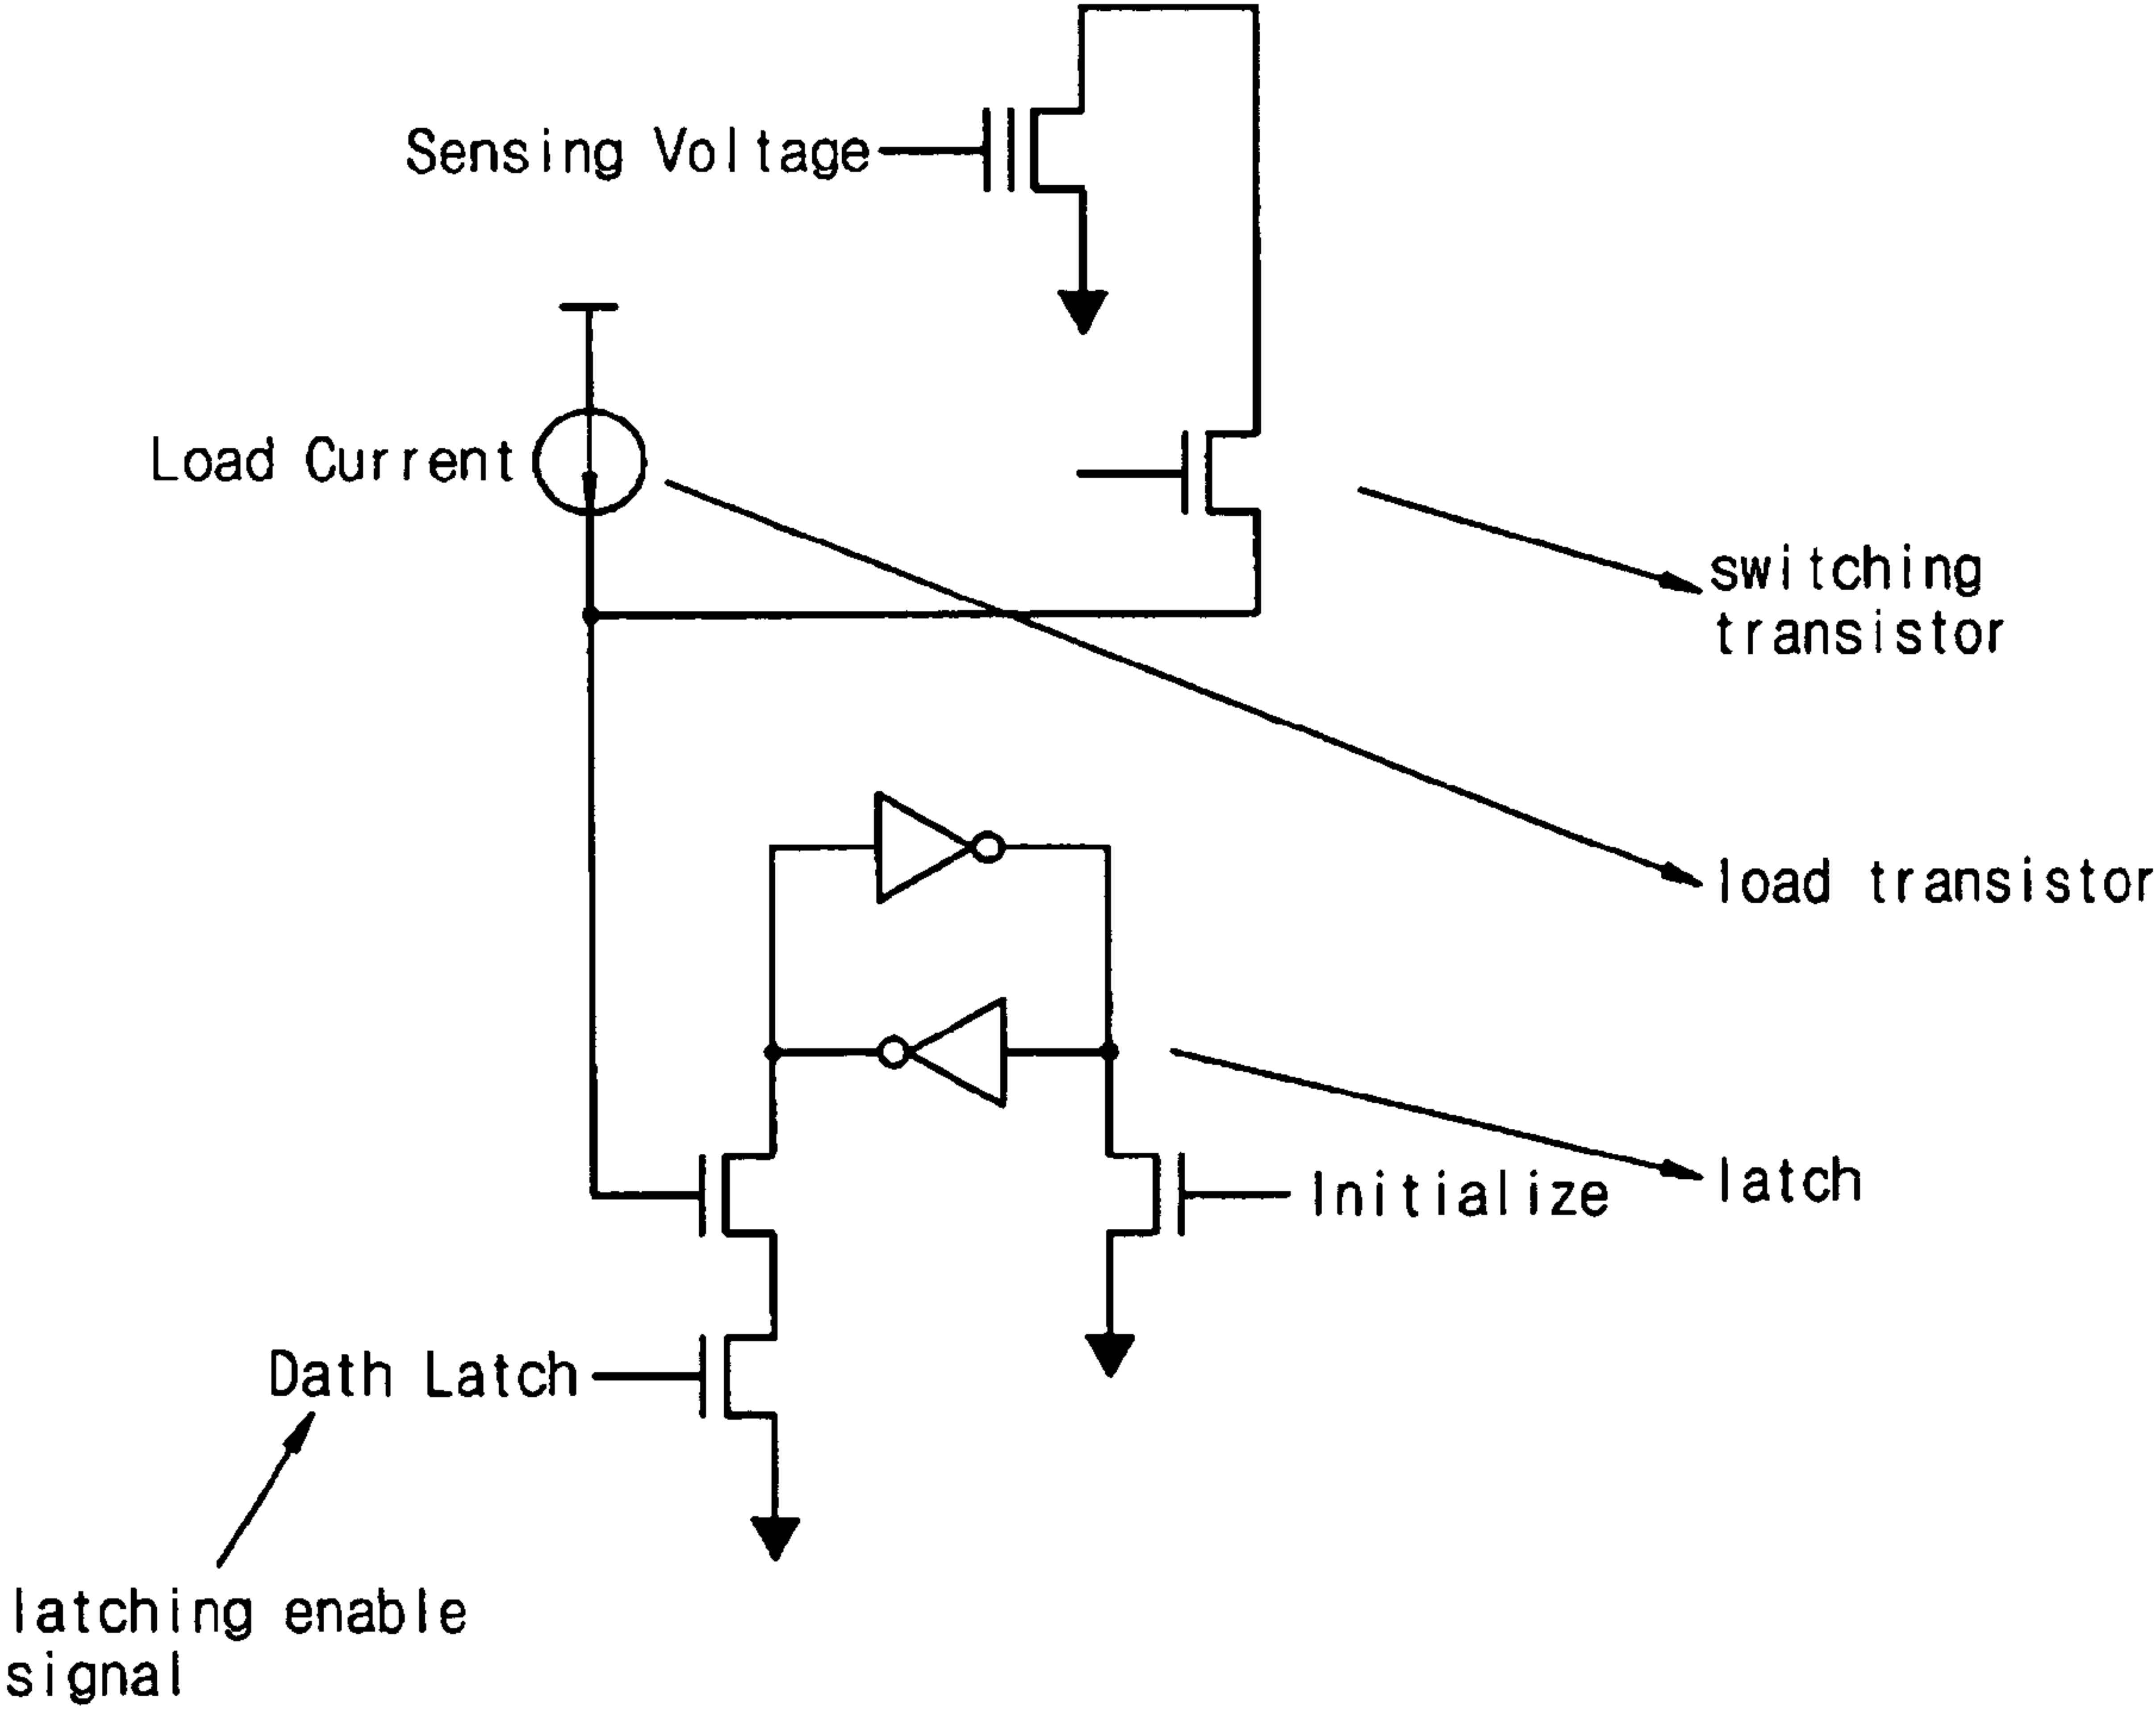 Sensing Voltage
Load Current
switching
transistor
load transistor
latch
Initialize
Dath Latch
latching enable
signal